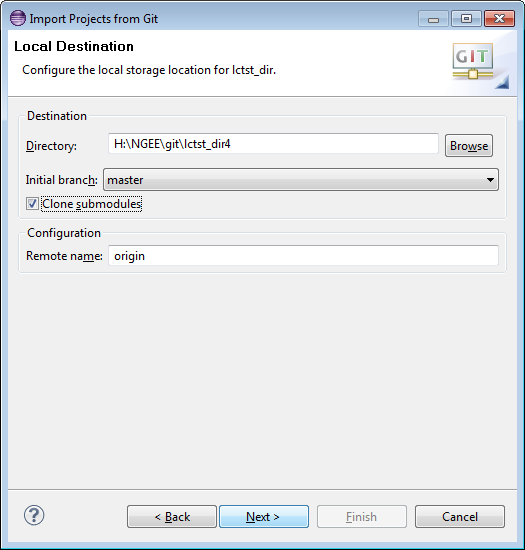 Import Projects from Git
Local Destination
Configure the local storage location for lctst_dir.
GIT
Destination
Directory: H:\NGEE\git\lctst_dir4 Browse
Initial branch: master
Clone submodules
Configuration
Remote name: origin
? < Back Next > Finish Cancel